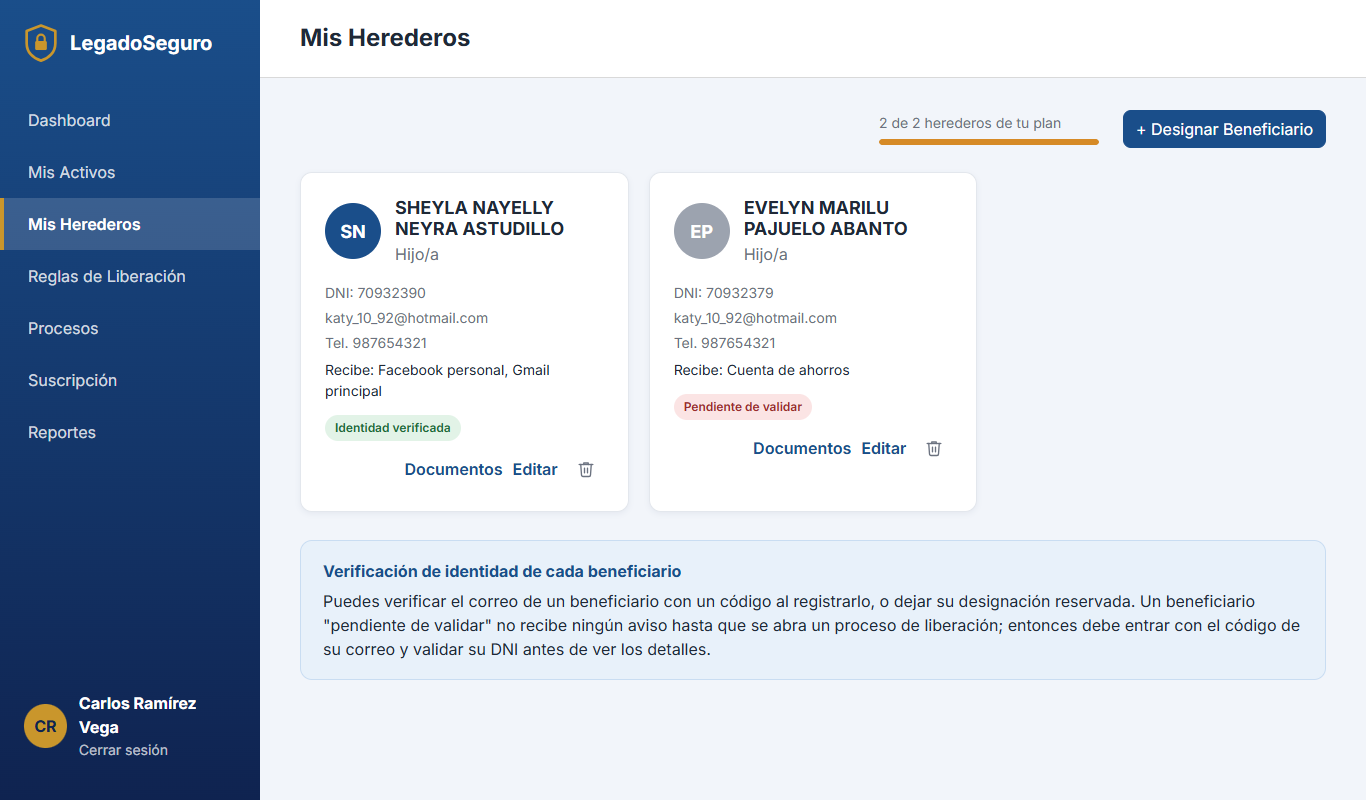 LegadoSeguro
Dashboard
Mis Activos
Mis Herederos
Reglas de Liberación
Procesos
Suscripción
Reportes
CR
Carlos Ramírez
Vega
Cerrar sesión
Mis Herederos
2 de 2 herederos de tu plan
+ Designar Beneficiario
SN
SHEYLA NAYELLY
NEYRA ASTUDILLO
Hijo/a
DNI: 70932390
katy_10_92@hotmail.com
Tel. 987654321
Recibe: Facebook personal, Gmail
principal
Identidad verificada
Documentos Editar
EP
EVELYN MARILU
PAJUELO ABANTO
Hijo/a
DNI: 70932379
katy_10_92@hotmail.com
Tel. 987654321
Recibe: Cuenta de ahorros
Pendiente de validar
Documentos Editar
Verificación de identidad de cada beneficiario
Puedes verificar el correo de un beneficiario con un código al registrarlo, o dejar su designación reservada. Un beneficiario
"pendiente de validar" no recibe ningún aviso hasta que se abra un proceso de liberación; entonces debe entrar con el código de
su correo y validar su DNI antes de ver los detalles.